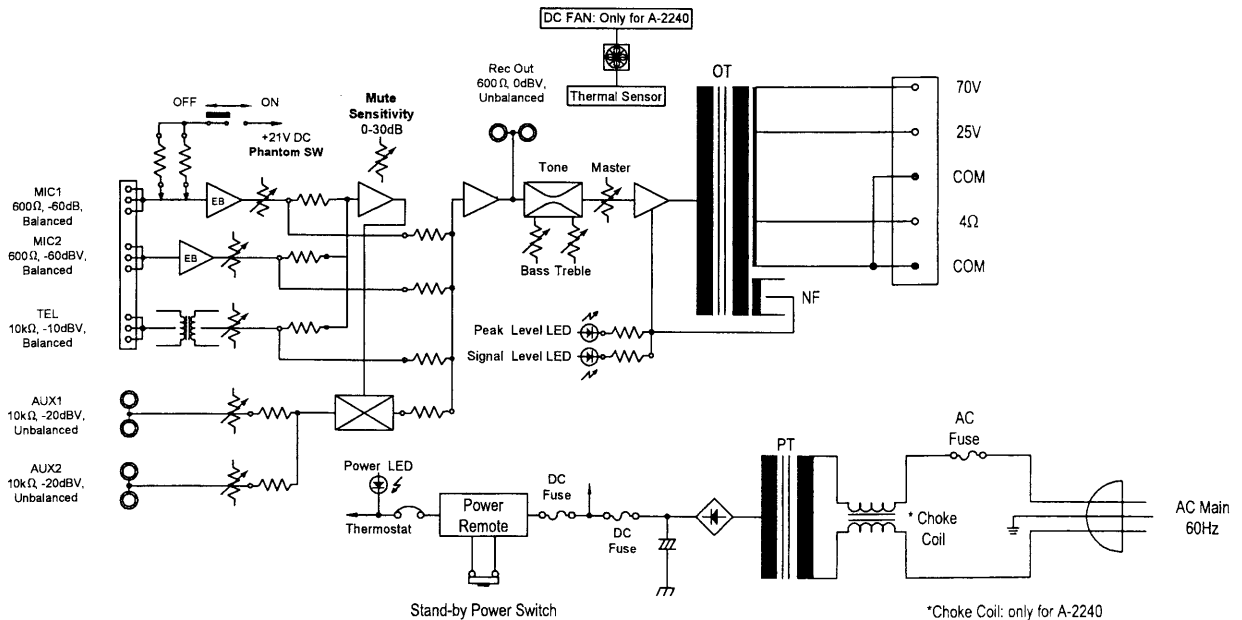 DC FAN: Only for A-2240
Thermal Sensor
Rec Out
600Ω, 0dBV,
Unbalanced
OT
70V
25V
COM
4Ω
COM
NF
OFF
ON
+21V DC
Phantom SW
Mute
Sensitivity
0-30dB
Tone
Master
Bass Treble
MIC1
600Ω, -60dB,
Balanced
EB
MIC2
600Ω, -60dBV,
Balanced
EB
TEL
10kΩ, -10dBV,
Balanced
Peak Level LED
Signal Level LED
AUX1
10kΩ, -20dBV,
Unbalanced
AUX2
10kΩ, -20dBV,
Unbalanced
Power LED
Thermostat
Power
Remote
DC
Fuse
DC
Fuse
PT
AC
Fuse
* Choke
Coil
AC Main
60Hz
Stand-by Power Switch
*Choke Coil: only for A-2240